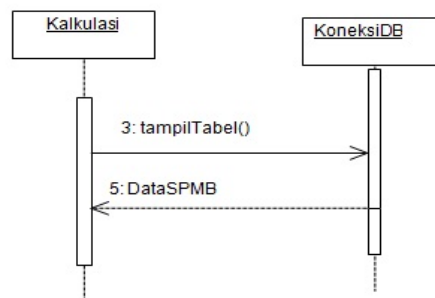 Kalkulasi
KoneksiDB
3: tampilTabel()
5: DataSPMB